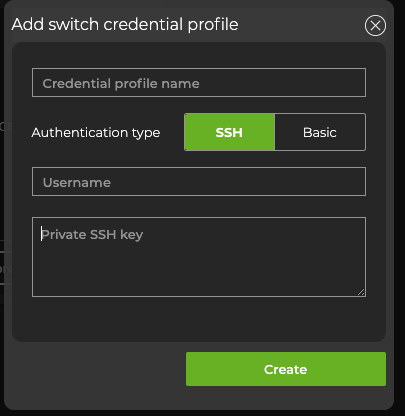 Add switch credential profile
Credential profile name
Authentication type SSH Basic
Username
Private SSH key
Create